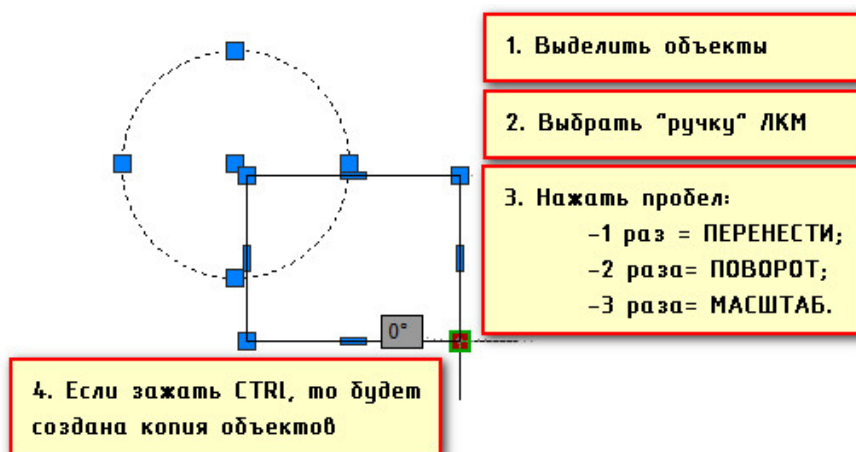 1. Выделить объекты
2. Выбрать "ручку" ЛКМ
3. Нажать пробел:
-1 раз = ПЕРЕНЕСТИ;
-2 раза= ПОВОРОТ;
-3 раза= МАСШТАБ.
0°
4. Если зажать CTRL, то будет
создана копия объектов